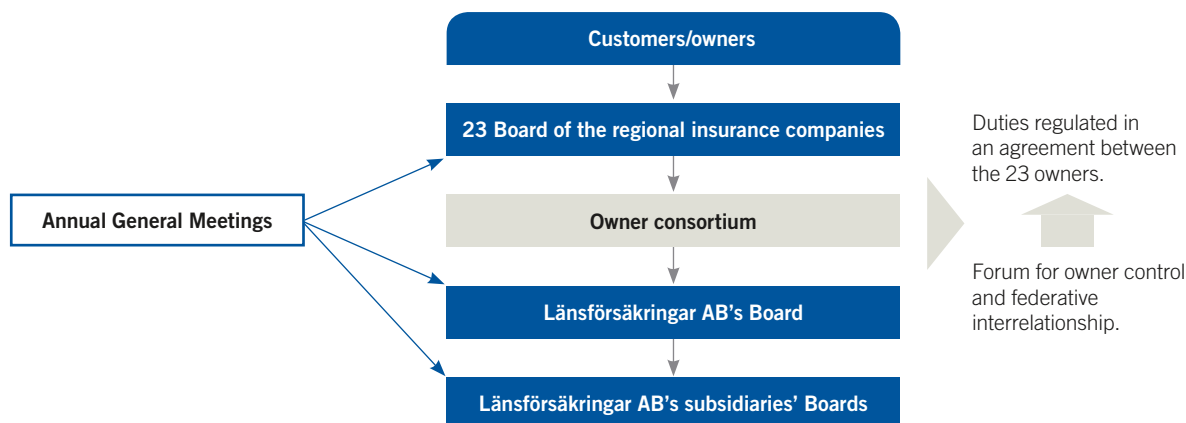 Customers/owners
23 Board of the regional insurance companies
Annual General Meetings
Owner consortium
Länsförsäkringar AB's Board
Länsförsäkringar AB's subsidiaries' Boards
Duties regulated in
an agreement between
the 23 owners.
Forum for owner control
and federative
interrelationship.